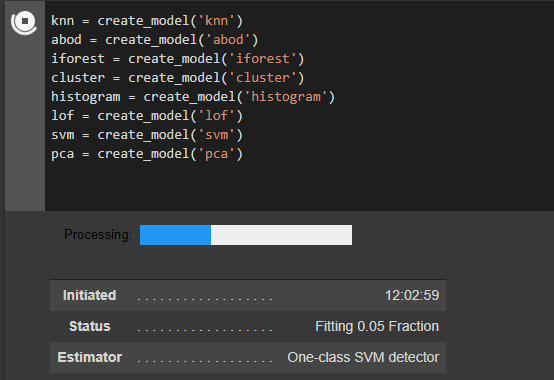 knn = create_model('knn')
abod = create_model('abod')
iforest = create_model('iforest')
cluster = create_model('cluster')
histogram = create_model('histogram')
lof = create_model('lof')
svm = create_model('svm')
pca = create_model('pca')
Processing:
Initiated . . . . . . . . . . . . . . . . . . 12:02:59
Status . . . . . . . . . . . . . . . . . . Fitting 0.05 Fraction
Estimator . . . . . . . . . . . . . . . . . . One-class SVM detector